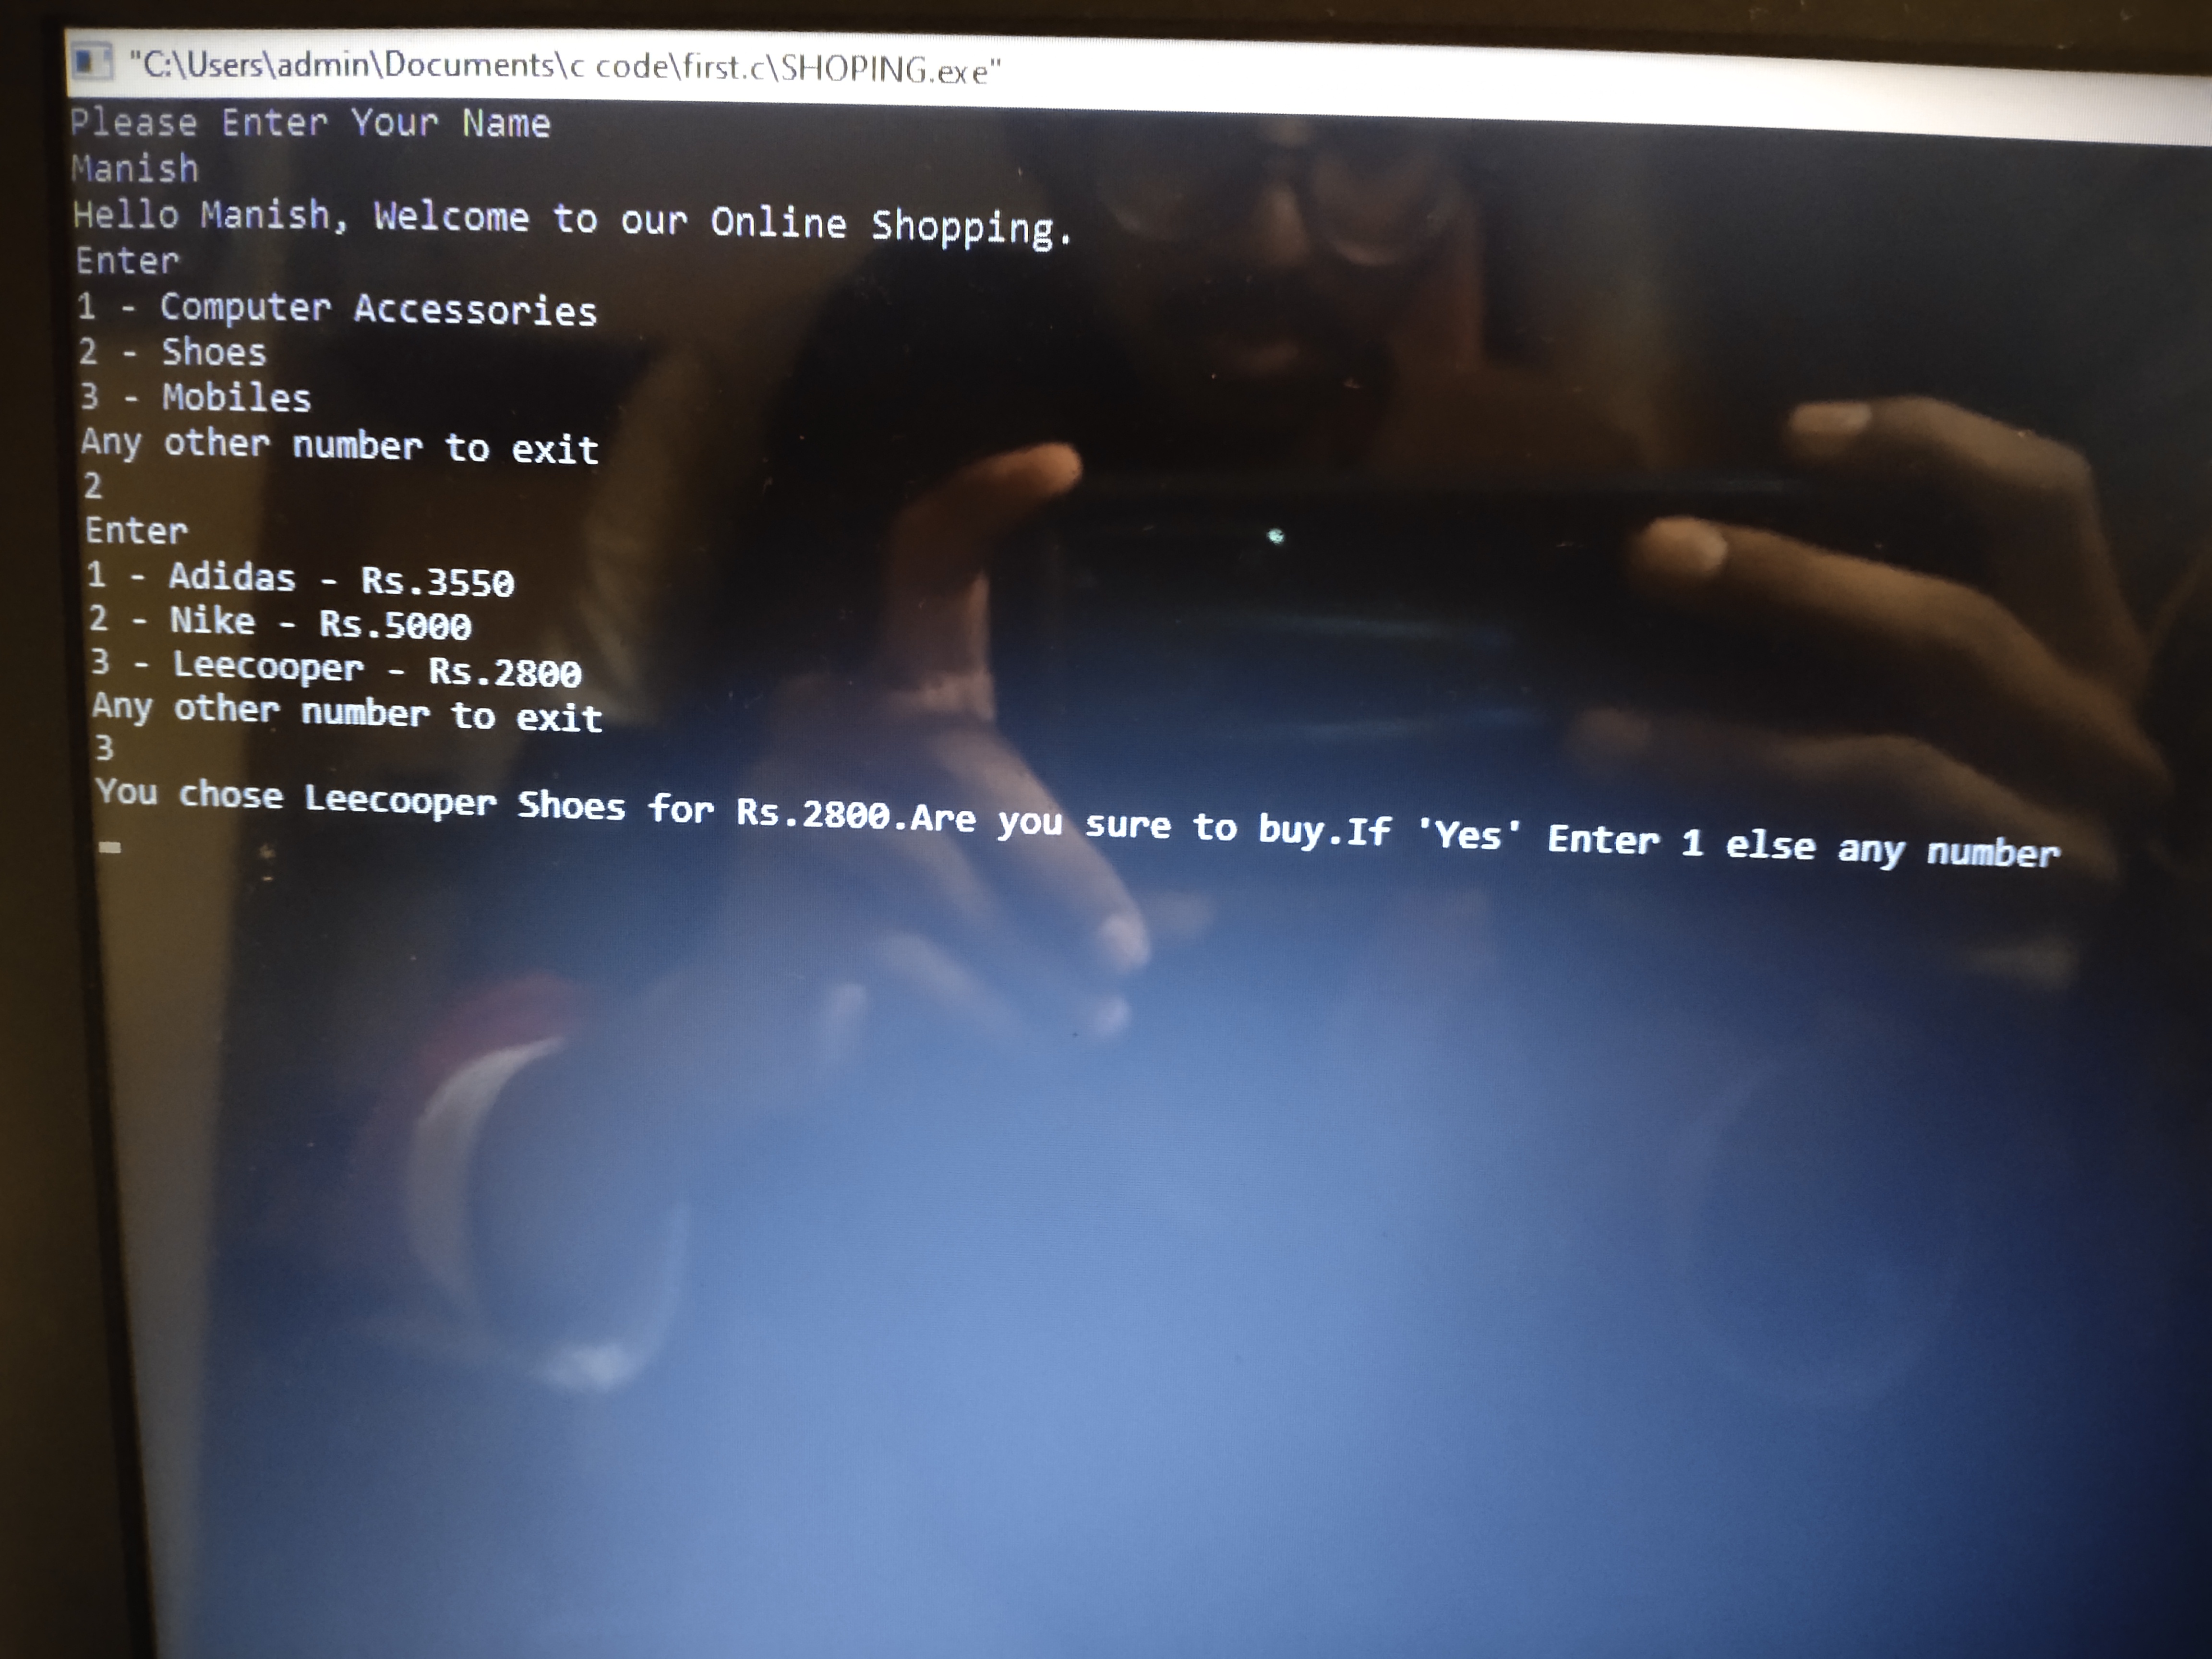 "C:\Users\admin\Documents\c code\first.c\SHOPING.exe"
Please Enter Your Name
Manish
Hello Manish, Welcome to our Online Shopping.
Enter
1 - Computer Accessories
2 - Shoes
3 - Mobiles
Any other number to exit
2
Enter
1 - Adidas - Rs.3550
2 - Nike - Rs.5000
3 - Leecooper - Rs.2800
Any other number to exit
3
You chose Leecooper Shoes for Rs.2800.Are you sure to buy.If 'Yes' Enter 1 else any number